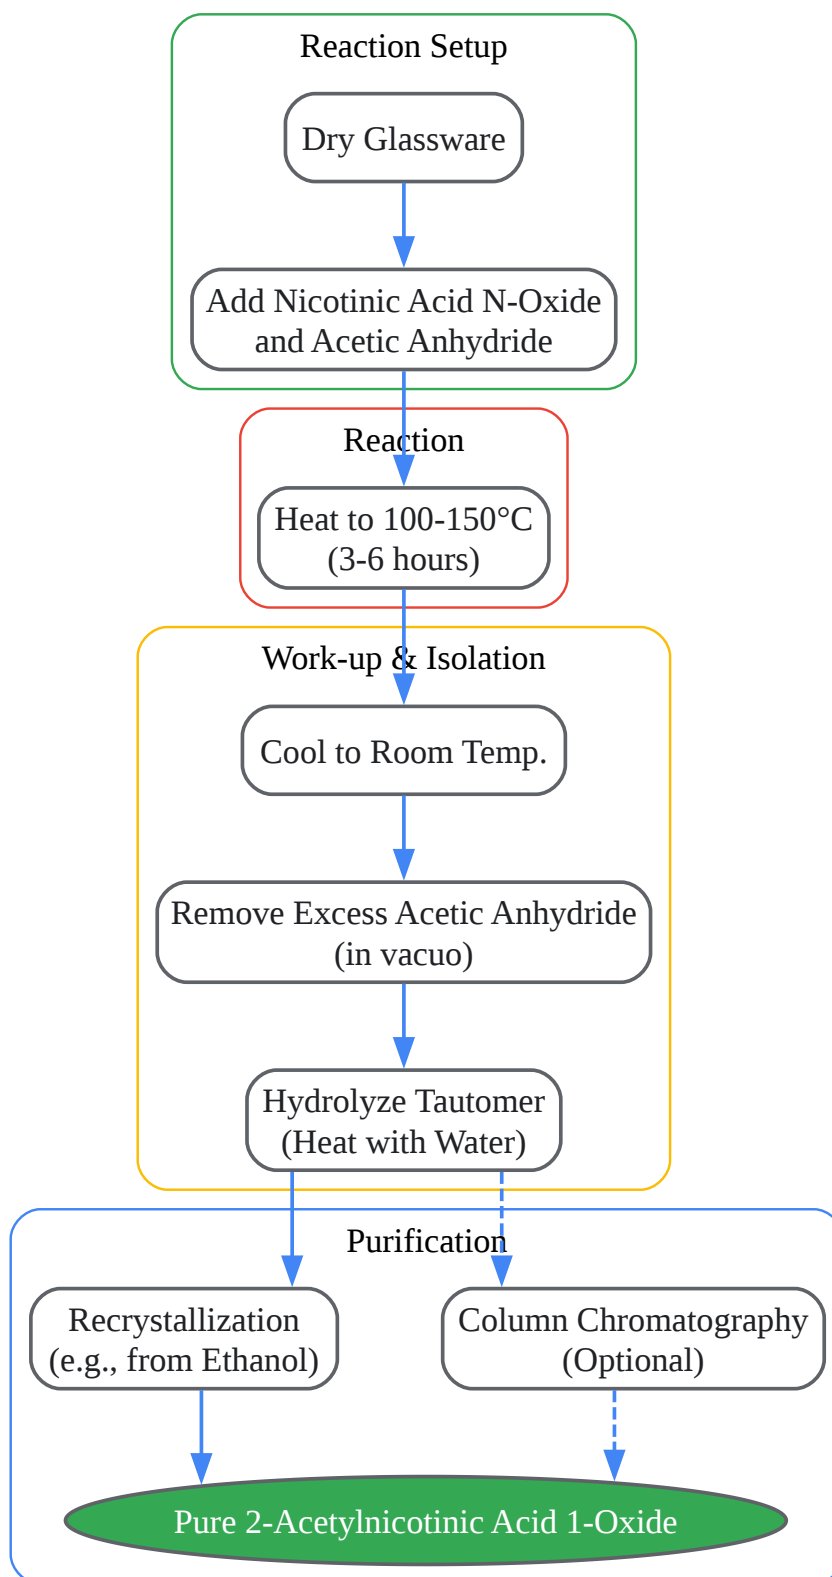 Reaction Setup
Dry Glassware
Add Nicotinic Acid N-Oxide
and Acetic Anhydride
Reaction
Heat to 100-150°C
(3-6 hours)
Work-up & Isolation
Cool to Room Temp.
Remove Excess Acetic Anhydride
(in vacuo)
Hydrolyze Tautomer
(Heat with Water)
Purification
Recrystallization
(e.g., from Ethanol)
Column Chromatography
(Optional)
Pure 2-Acetylnicotinic Acid 1-Oxide